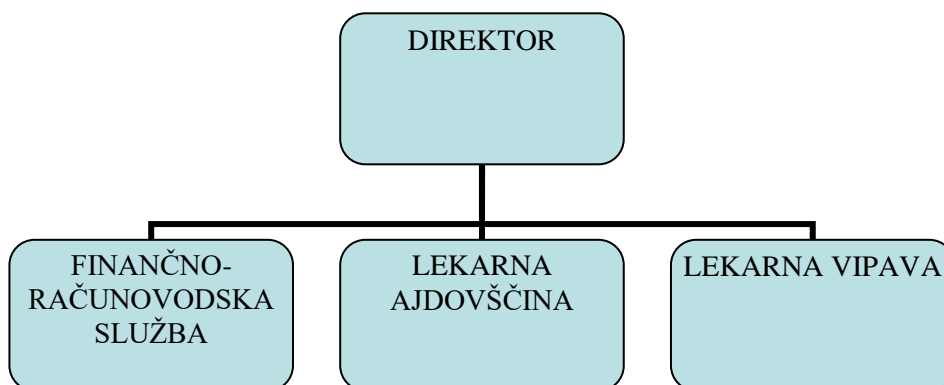 DIREKTOR
FINANČNO-
RAČUNOVODSKA
SLUŽBA
LEKARNA
AJDOVŠČINA
LEKARNA VIPAVA